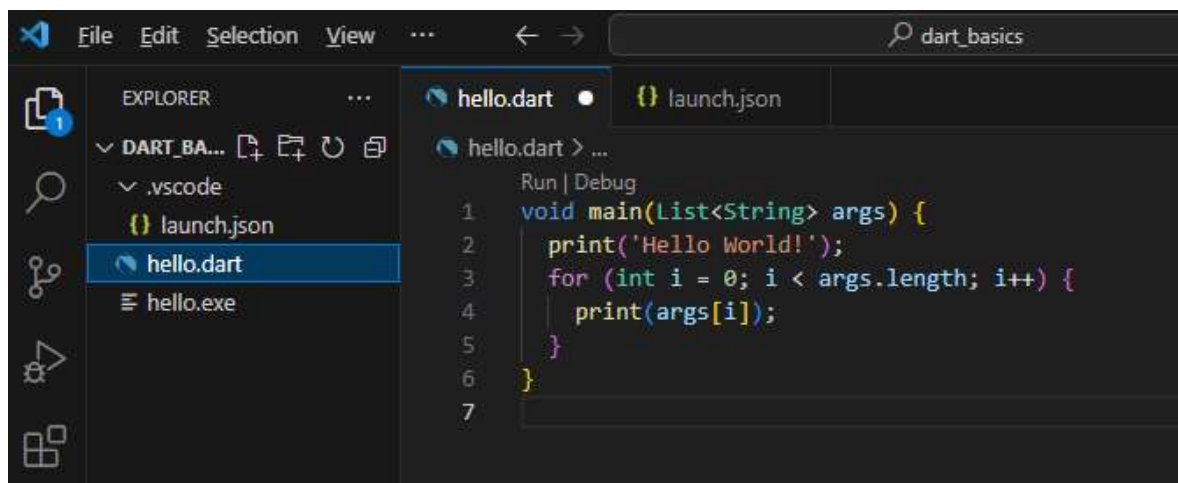 File Edit Selection View ··· ← → dart_basics
EXPLORER ···
1
DART_BA...
.vscode
{} launch.json
hello.dart
hello.exe
hello.dart ● {} launch.json
hello.dart > ...
Run | Debug
1 void main(List<String> args) {
2   print('Hello World!');
3   for (int i = 0; i < args.length; i++) {
4     print(args[i]);
5   }
6 }
7